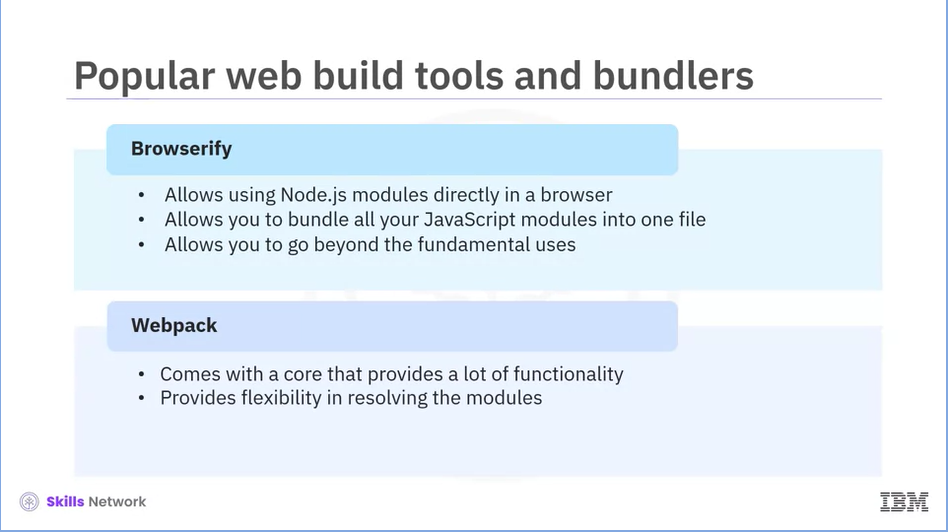 Popular web build tools and bundlers
Browserify
• Allows using Node.js modules directly in a browser
• Allows you to bundle all your JavaScript modules into one file
• Allows you to go beyond the fundamental uses
Webpack
• Comes with a core that provides a lot of functionality
• Provides flexibility in resolving the modules
Skills Network
IBM